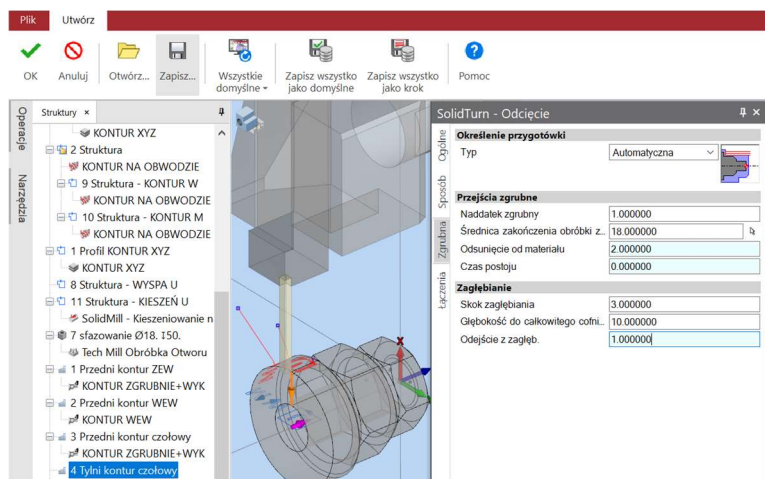 Plik Utwórz
OK Anuluj Otwórz... Zapisz... Wszystkie domyślne Zapisz wszystko jako domyślne Zapisz wszystko jako krok Pomoc
Operacje
Narzędzia
Struktury ×
KONTUR XYZ
2 Struktura
KONTUR NA OBWODZIE
9 Struktura - KONTUR W
KONTUR NA OBWODZIE
10 Struktura - KONTUR M
KONTUR NA OBWODZIE
1 Profil KONTUR XYZ
KONTUR XYZ
8 Struktura - WYSPA U
11 Struktura - KIESZEŃ U
SolidMill - Kieszeniowanie n
7 sfazowanie Ø18. ↧50.
Tech Mill Obróbka Otworu
1 Przedni kontur ZEW
KONTUR ZGRUBNIE+WYK
2 Przedni kontur WEW
KONTUR WEW
3 Przedni kontur czołowy
KONTUR ZGRUBNIE+WYK
4 Tylni kontur czołowy
X
SolidTurn - Odcięcie
Ogólne
Sposób
Zgrubna
Łączenia
Określenie przygotówki
Typ Automatyczna
Przejścia zgrubne
Naddatek zgrubny 1.000000
Średnica zakończenia obróbki z... 18.000000
Odsunięcie od materiału 2.000000
Czas postoju 0.000000
Zagłębianie
Skok zagłębiania 3.000000
Głębokość do całkowitego cofni... 10.000000
Odejście z zagłęb. 1.000000